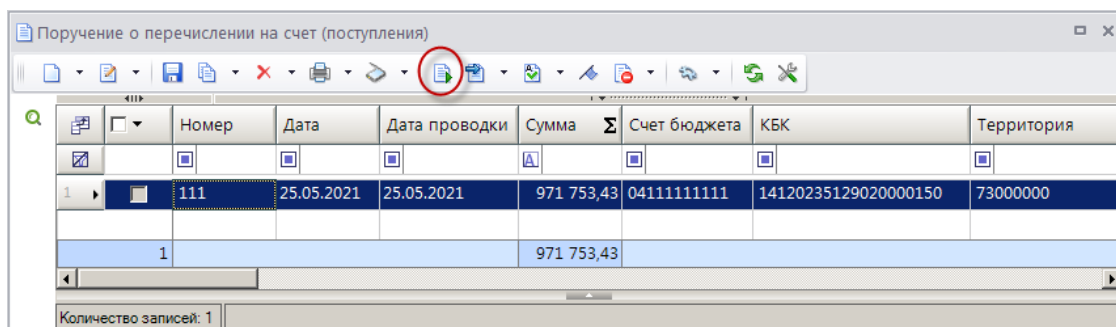 Поручение о перечислении на счет (поступления)
Номер Дата Дата проводки Сумма Σ Счет бюджета КБК Территория
A
1 111 25.05.2021 25.05.2021 971 753,43 04111111111 14120235129020000150 73000000
1 971 753,43
Количество записей: 1